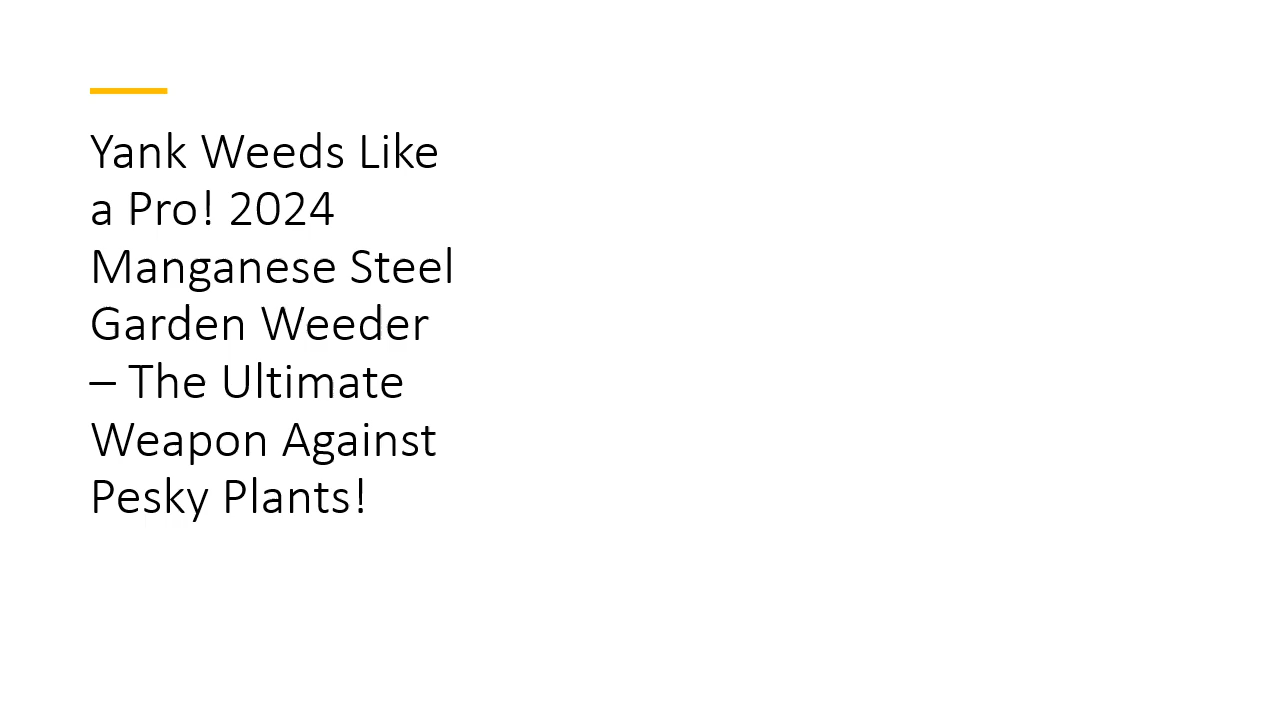 Yank Weeds Like
a Pro! 2024
Manganese Steel
Garden Weeder
– The Ultimate
Weapon Against
Pesky Plants!